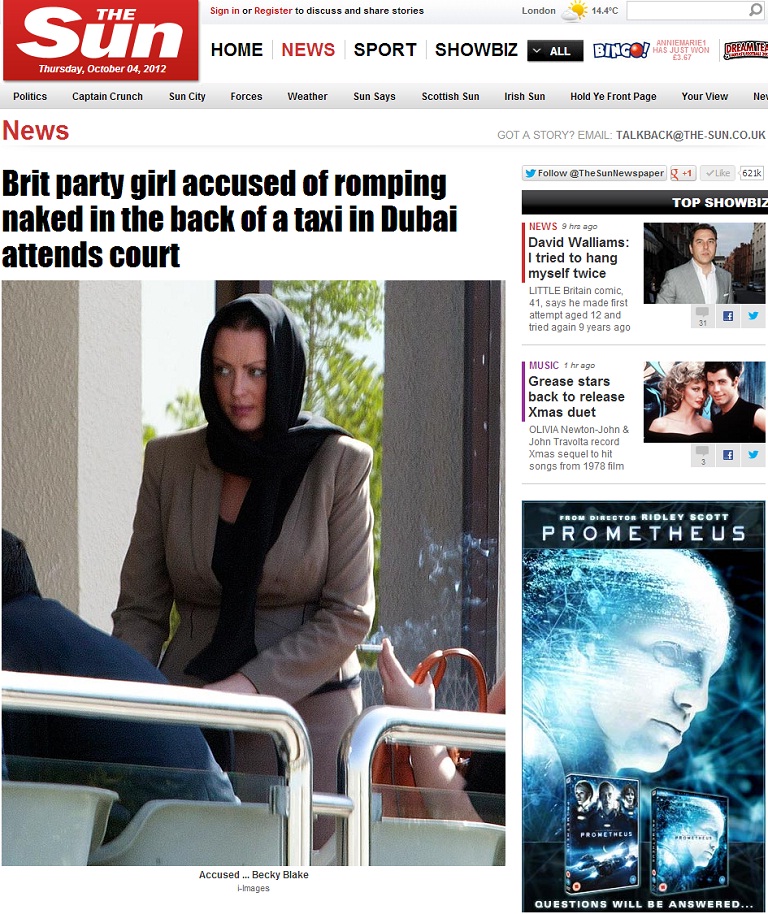 THE
Sun
Thursday, October 04, 2012
Sign in or Register to discuss and share stories
London 14.4°C
HOME NEWS SPORT SHOWBIZ ALL
BINGO!
ANNIEMARIE1
HAS JUST WON
£3.67
DREAM TEA
Politics Captain Crunch Sun City Forces Weather Sun Says Scottish Sun Irish Sun Hold Ye Front Page Your View Nev
News
GOT A STORY? EMAIL: TALKBACK@THE-SUN.CO.UK
Brit party girl accused of romping
naked in the back of a taxi in Dubai
attends court
Accused ... Becky Blake
i-Images
Follow @TheSunNewspaper
g +1
Like
621k
TOP SHOWBIZ
NEWS 9 hrs ago
David Walliams:
I tried to hang
myself twice
LITTLE Britain comic,
41, says he made first
attempt aged 12 and
tried again 9 years ago
31
MUSIC 1 hr ago
Grease stars
back to release
Xmas duet
OLIVIA Newton-John &
John Travolta record
Xmas sequel to hit
songs from 1978 film
3
FROM DIRECTOR RIDLEY SCOTT
PROMETHEUS
PROMETHEUS
PROMETHEUS
QUESTIONS WILL BE ANSWERED...